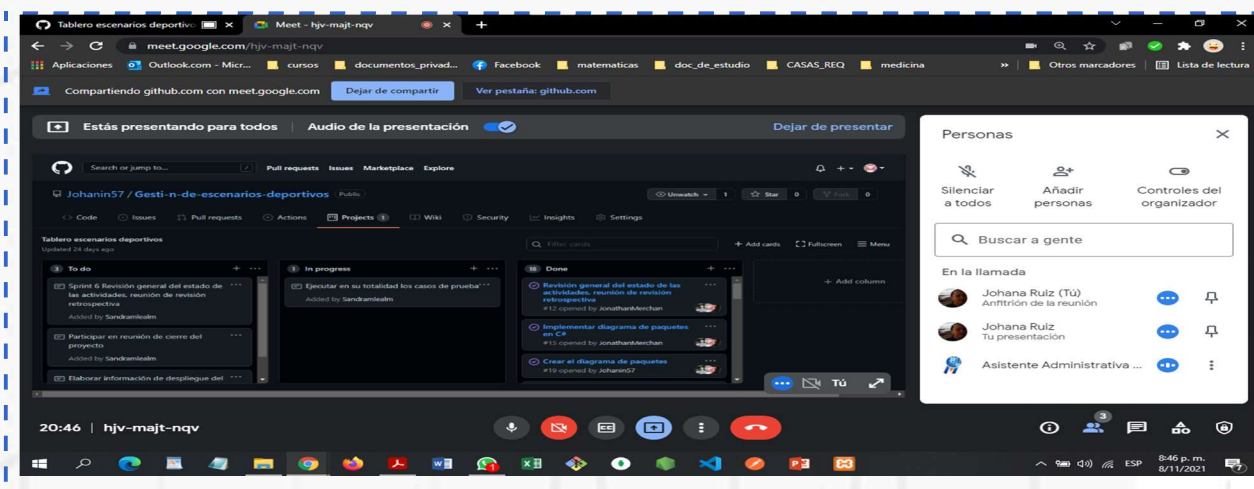 Tablero escenarios deportivo
Meet - hjv-majt-nqv
meet.google.com/hjv-majt-nqv
Aplicaciones
Outlook.com - Micr...
cursos
documentos_privad...
Facebook
matematicas
doc_de_estudio
CASAS_REQ
medicina
»
Otros marcadores
Lista de lectura
Compartiendo github.com con meet.google.com
Dejar de compartir
Ver pestaña: github.com
Estás presentando para todos
Audio de la presentación
Dejar de presentar
Search or jump to...
Pull requests Issues Marketplace Explore
Johanin57 / Gesti-n-de-escenarios-deportivos Public
Unwatch 1
Star 0
Fork 0
Code
Issues
Pull requests
Actions
Projects 1
Wiki
Security
Insights
Settings
Tablero escenarios deportivos
Updated 24 days ago
Filter cards
+ Add cards
Fullscreen
Menu
3 To do
Sprint 6 Revisión general del estado de
las actividades, reunión de revisión
retrospectiva
Added by Sandramlealm
Participar en reunión de cierre del
proyecto
Added by Sandramlealm
Elaborar información de despliegue del
1 In progress
Ejecutar en su totalidad los casos de prueba
Added by Sandramlealm
18 Done
Revisión general del estado de las
actividades, reunión de revisión
retrospectiva
#12 opened by JonathanMerchan
Implementar diagrama de paquetes
en C#
#15 opened by JonathanMerchan
Crear el diagrama de paquetes
#19 opened by Johanin57
+ Add column
Tú
Personas
Silenciar
a todos
Añadir
personas
Controles del
organizador
Buscar a gente
En la llamada
Johana Ruiz (Tú)
Anfitrión de la reunión
Johana Ruiz
Tu presentación
Asistente Administrativa ...
20:46 | hjv-majt-nqv
3
ESP
8:46 p. m.
8/11/2021